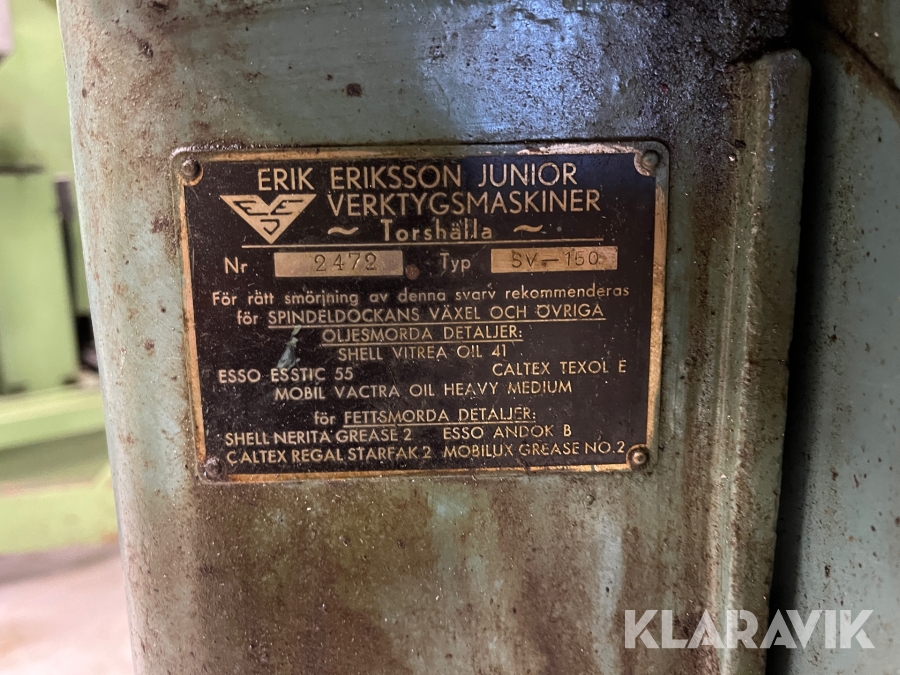 ERIK ERIKSSON JUNIOR
EEJ
VERKTYGSMASKINER
~ Torshälla ~
Nr 2472 Typ SV-150
För rätt smörjning av denna svarv rekommenderas
för SPINDELDOCKANS VÄXEL OCH ÖVRIGA
OLJESMORDA DETALJER:
SHELL VITREA OIL 41
ESSO ESSTIC 55 CALTEX TEXOL E
MOBIL VACTRA OIL HEAVY MEDIUM
för FETTSMORDA DETALJER:
SHELL NERITA GREASE 2 ESSO ANDOK B
CALTEX REGAL STARFAK 2 MOBILUX GREASE NO.2
KLARAVIK